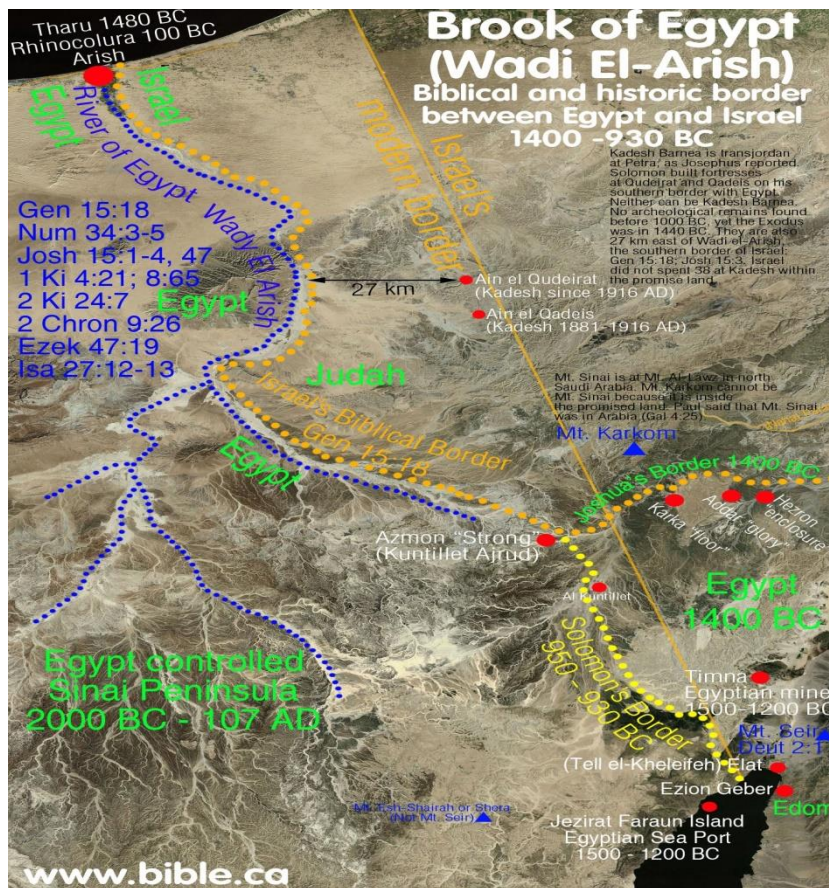 Tharu 1480 BC
Rhinocolura 100 BC
Arish
Brook of Egypt
(Wadi El-Arish)
Biblical and historic border
between Egypt and Israel
1400 -930 BC
Israel
Egypt
River of Egypt Wady El Arish
Israel's
modern border
Kadesh Barnea is transjordan
at Petra, as Josephus reported.
Solomon built fortresses
at Qudeirat and Qadeis on his
southern border with Egypt.
Neither can be Kadesh Barnea.
No archeological remains found
before 1000 BC, yet the Exodus
was in 1440 BC. They are also
27 km east of Wadi el-Arish,
the southern border of Israel:
Gen 15:18; Josh 15:3. Israel
did not spent 38 at Kadesh within
the promise land.
Gen 15:18
Num 34:3-5
Josh 15:1-4, 47
1 Ki 4:21; 8:65
2 Ki 24:7
2 Chron 9:26
Ezek 47:19
Isa 27:12-13
Egypt
27 km
Ain el Qudeirat
(Kadesh since 1916 AD)
Ain el Qadeis
(Kadesh 1881-1916 AD)
Judah
Israel's Biblical Border
Gen 15:18
Egypt
Mt. Sinai is at Mt. Al-Lawz in north
Saudi Arabia. Mt. Karkom cannot be
Mt. Sinai because it is inside
the promised land. Paul said that Mt. Sinai
was in Arabia (Gal 4:25)
Mt. Karkom
Joshua's Border 1400 BC
Karka "floor"
Addar "glory"
Hezron
"enclosure
Azmon "Strong"
(Kuntillet Ajrud)
Al Kuntillet
Egypt
1400 BC
Solomon's Border
950 - 930 BC
Egypt controlled
Sinai Peninsula
2000 BC - 107 AD
Timna
Egyptian mine
1500-1200 BC
Mt. Seir
Deut 2:1
(Tell el-Kheleifeh) Elat
Ezion Geber
Edom
Jezirat Faraun Island
Egyptian Sea Port
1500 - 1200 BC
Mt. Esh-Shairah or Shera
(Not Mt. Seir)
www.bible.ca